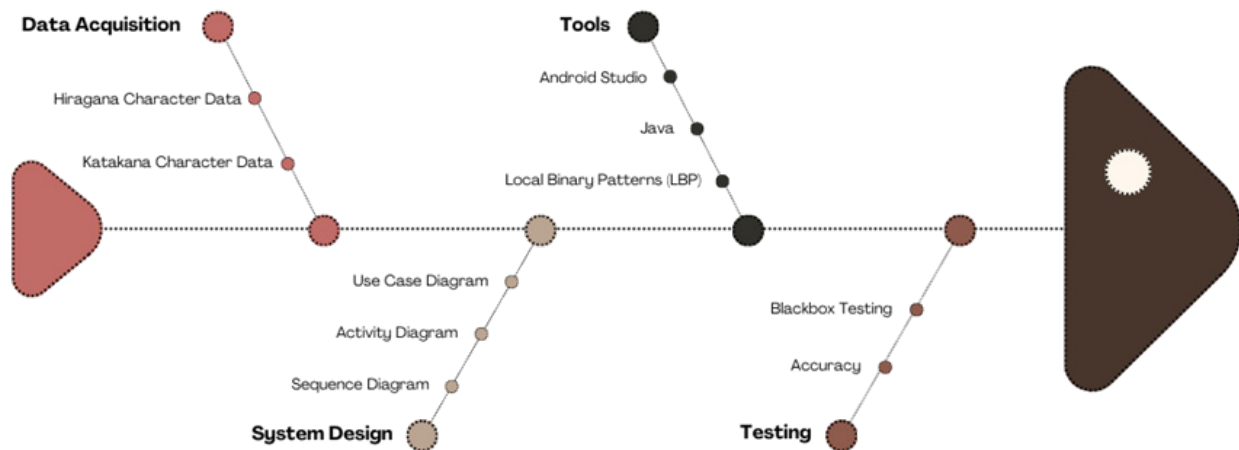 Data Acquisition
Hiragana Character Data
Katakana Character Data
Tools
Android Studio
Java
Local Binary Patterns (LBP)
Use Case Diagram
Activity Diagram
Sequence Diagram
System Design
Blackbox Testing
Accuracy
Testing